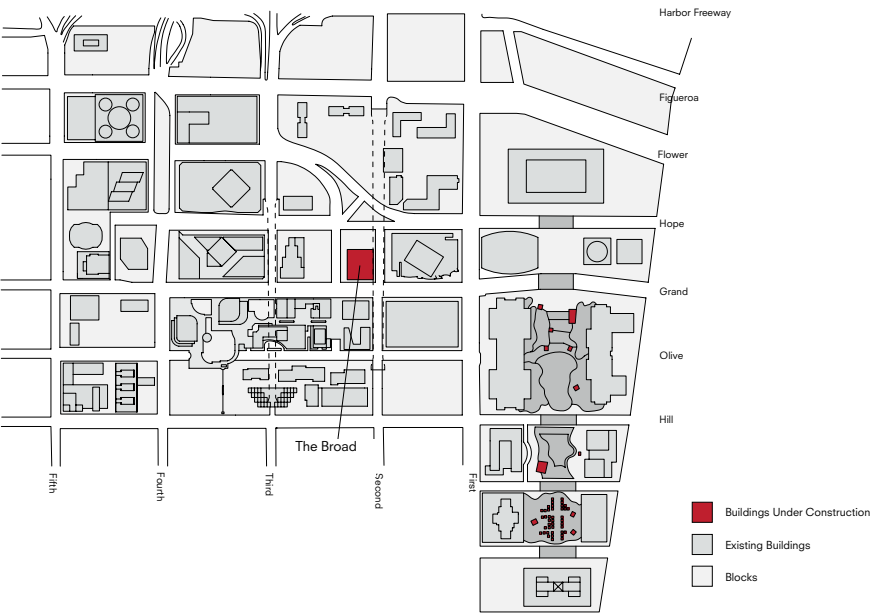 Harbor Freeway
Figueroa
Flower
Hope
Grand
Olive
Hill
The Broad
Fifth
Fourth
Third
Second
First
Buildings Under Construction
Existing Buildings
Blocks